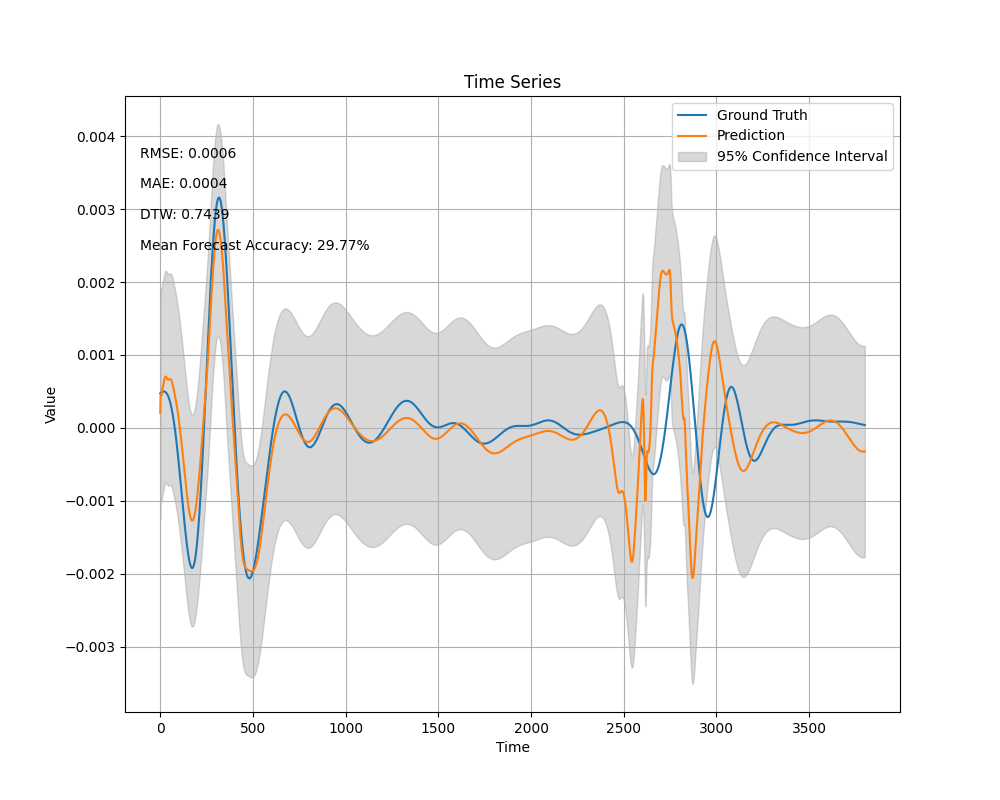 Time Series
Ground Truth
Prediction
95% Confidence Interval
RMSE: 0.0006
MAE: 0.0004
DTW: 0.7439
Mean Forecast Accuracy: 29.77%
0.004
0.003
0.002
0.001
0.000
−0.001
−0.002
−0.003
Value
0 500 1000 1500 2000 2500 3000 3500
Time